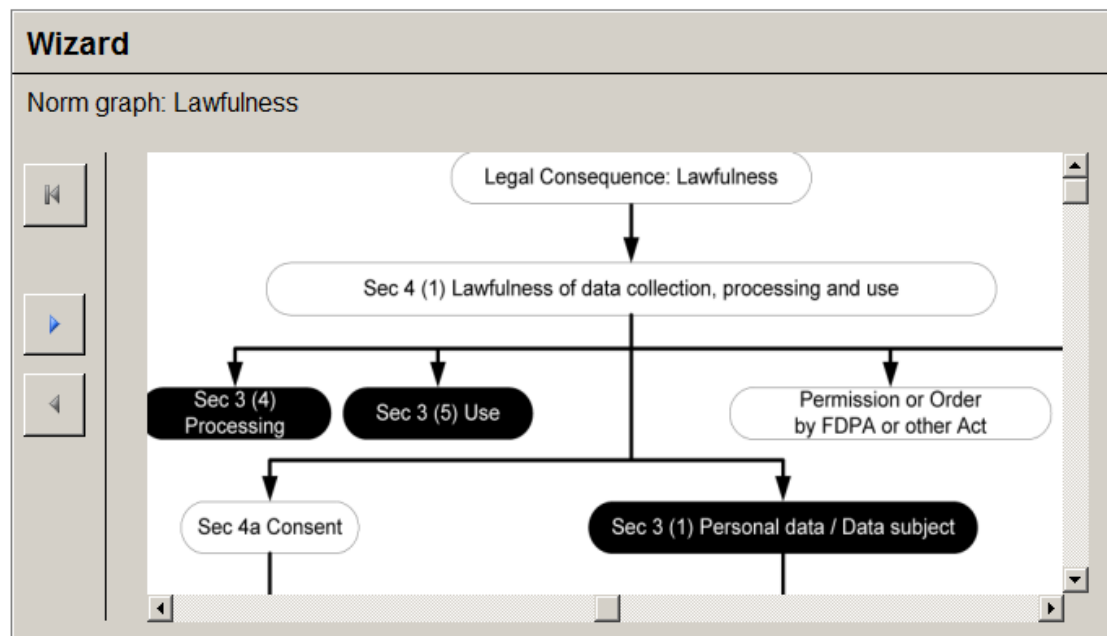 Wizard
Norm graph: Lawfulness
Legal Consequence: Lawfulness
Sec 4 (1) Lawfulness of data collection, processing and use
Sec 3 (4)
Processing
Sec 3 (5) Use
Permission or Order
by FDPA or other Act
Sec 4a Consent
Sec 3 (1) Personal data / Data subject